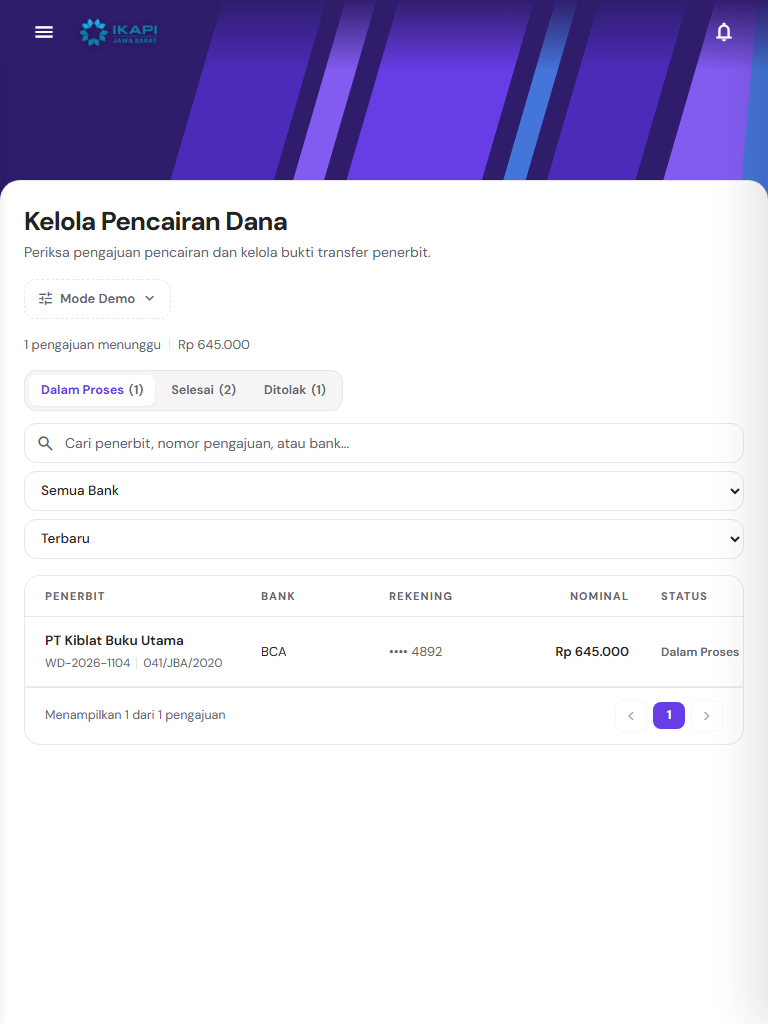 IKAPI
JAWA BARAT
Kelola Pencairan Dana
Periksa pengajuan pencairan dan kelola bukti transfer penerbit.
Mode Demo
1 pengajuan menunggu Rp 645.000
Dalam Proses (1) Selesai (2) Ditolak (1)
Cari penerbit, nomor pengajuan, atau bank...
Semua Bank
Terbaru
PENERBIT BANK REKENING NOMINAL STATUS
PT Kiblat Buku Utama
WD-2026-1104 041/JBA/2020
BCA •••• 4892 Rp 645.000 Dalam Proses
Menampilkan 1 dari 1 pengajuan 1